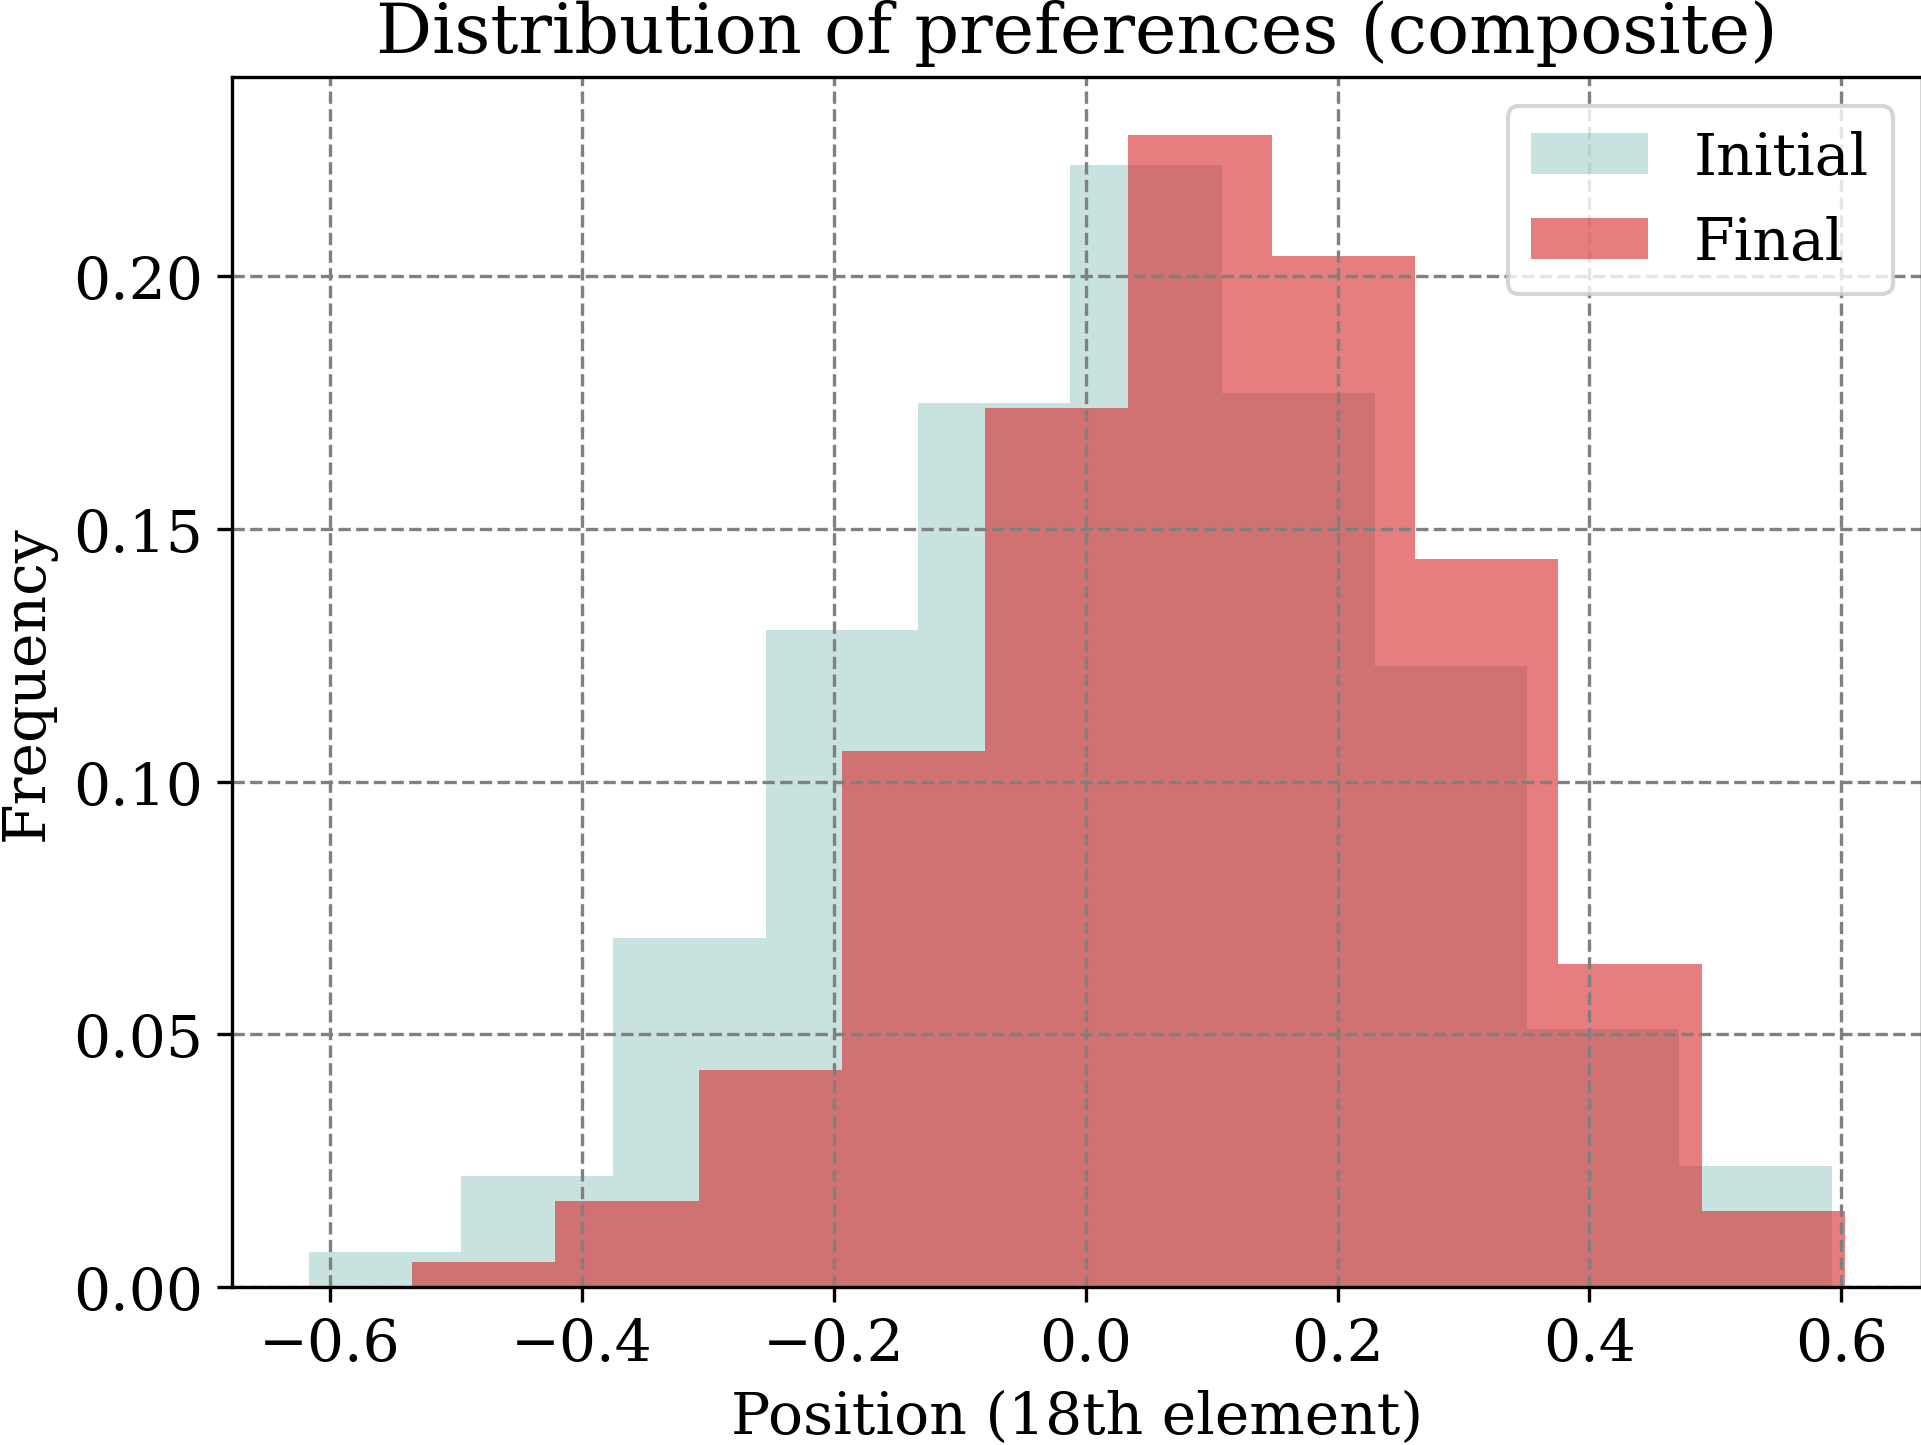 Distribution of preferences (composite)
Initial
Final
0.20
0.15
0.10
0.05
0.00
Frequency
−0.6 −0.4 −0.2 0.0 0.2 0.4 0.6
Position (18th element)